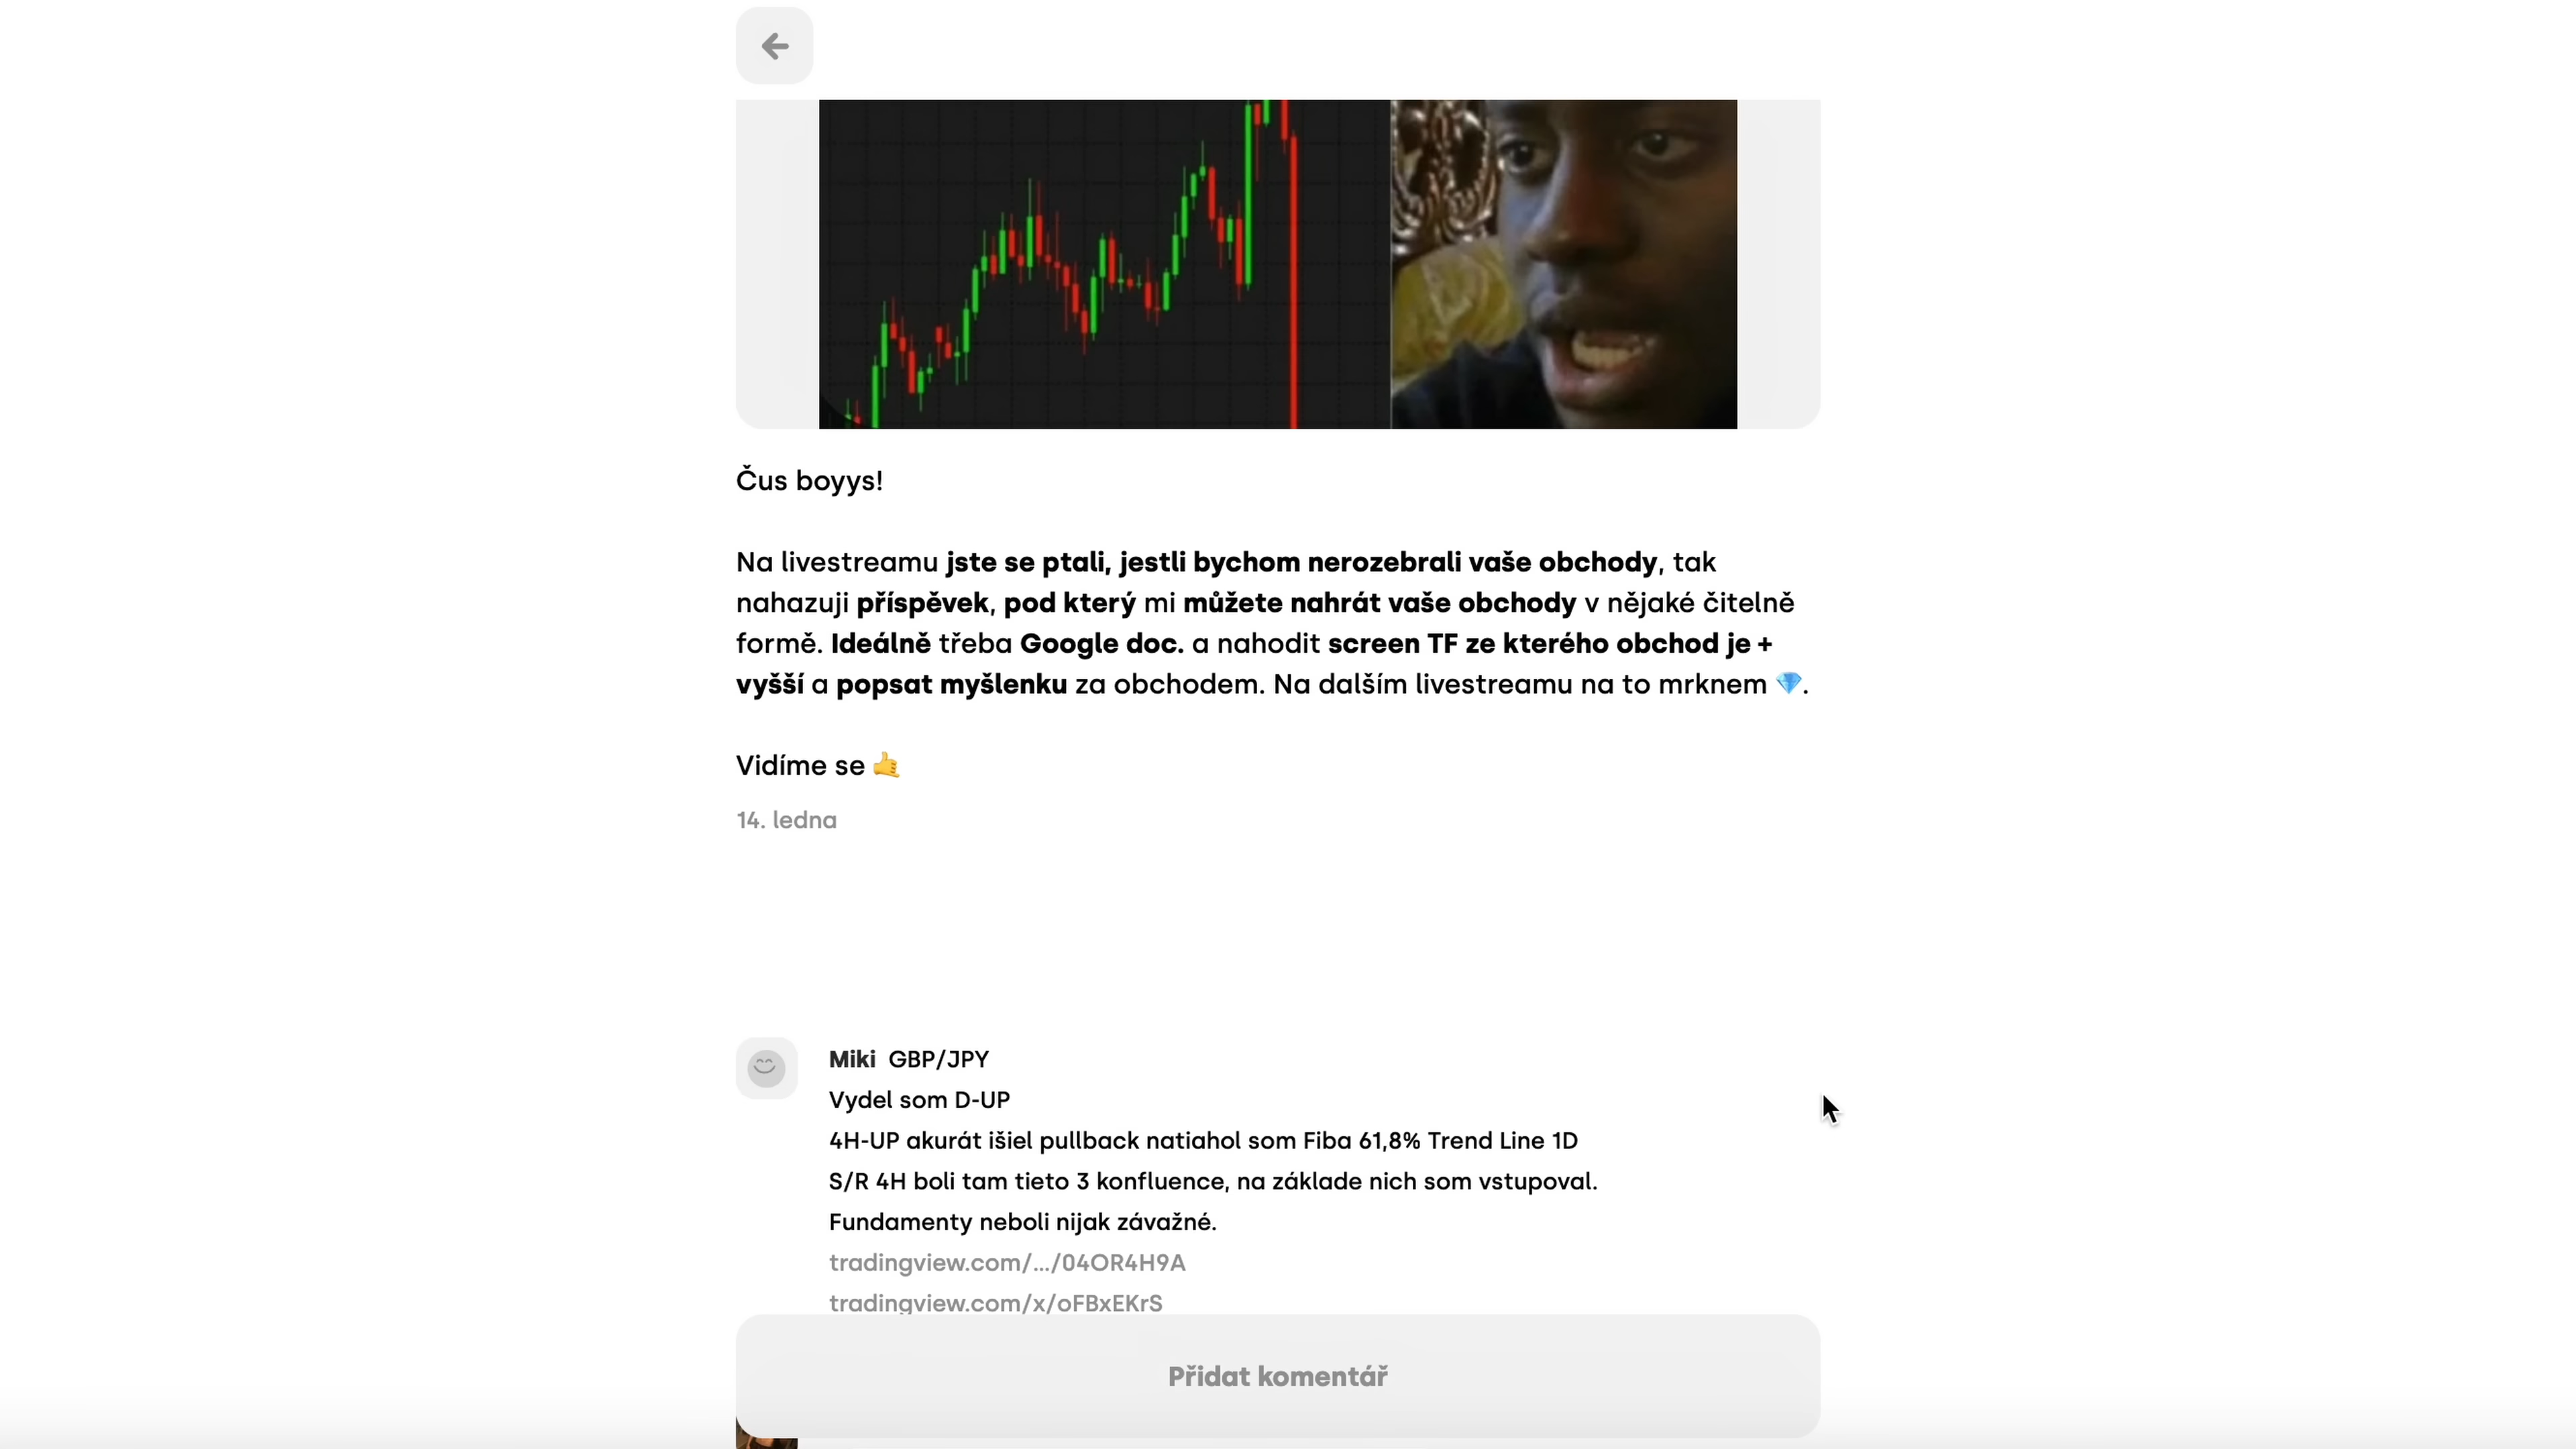 Čus boyys!
Na livestreamu jste se ptali, jestli bychom nerozebrali vaše obchody, tak
nahazuji příspěvek, pod který mi můžete nahrát vaše obchody v nějaké čitelně
formě. Ideálně třeba Google doc. a nahodit screen TF ze kterého obchod je +
vyšší a popsat myšlenku za obchodem. Na dalším livestreamu na to mrknem 💎.
Vidíme se 🤙
14. ledna
Miki GBP/JPY
Vydel som D-UP
4H-UP akurát išiel pullback natiahol som Fiba 61,8% Trend Line 1D
S/R 4H boli tam tieto 3 konfluence, na základe nich som vstupoval.
Fundamenty neboli nijak závažné.
tradingview.com/.../04OR4H9A
tradingview.com/x/oFBxEKrS
Přidat komentář